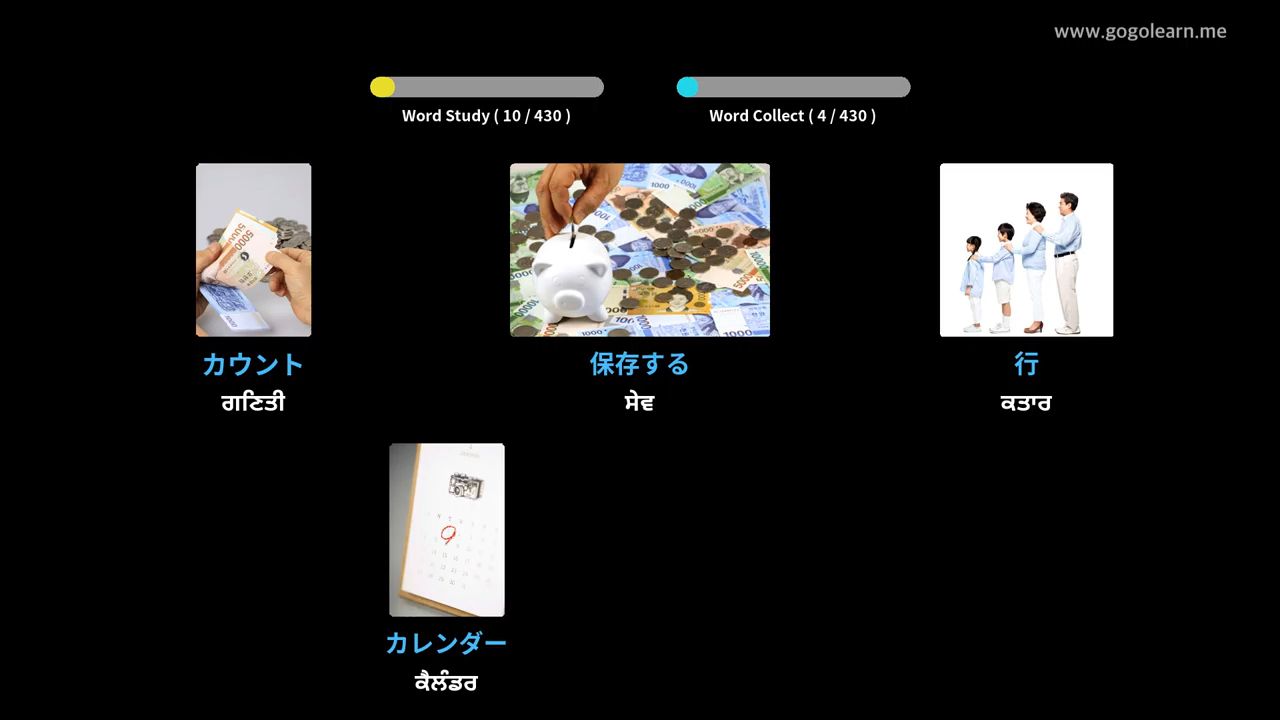 www.gogolearn.me
Word Study ( 10 / 430 )
Word Collect ( 4 / 430 )
カウント
保存する
行
ਗਣਿਤੀ
ਸੇਵ
ਕਤਾਰ
カレンダー
ਕੈਲੰਡਰ